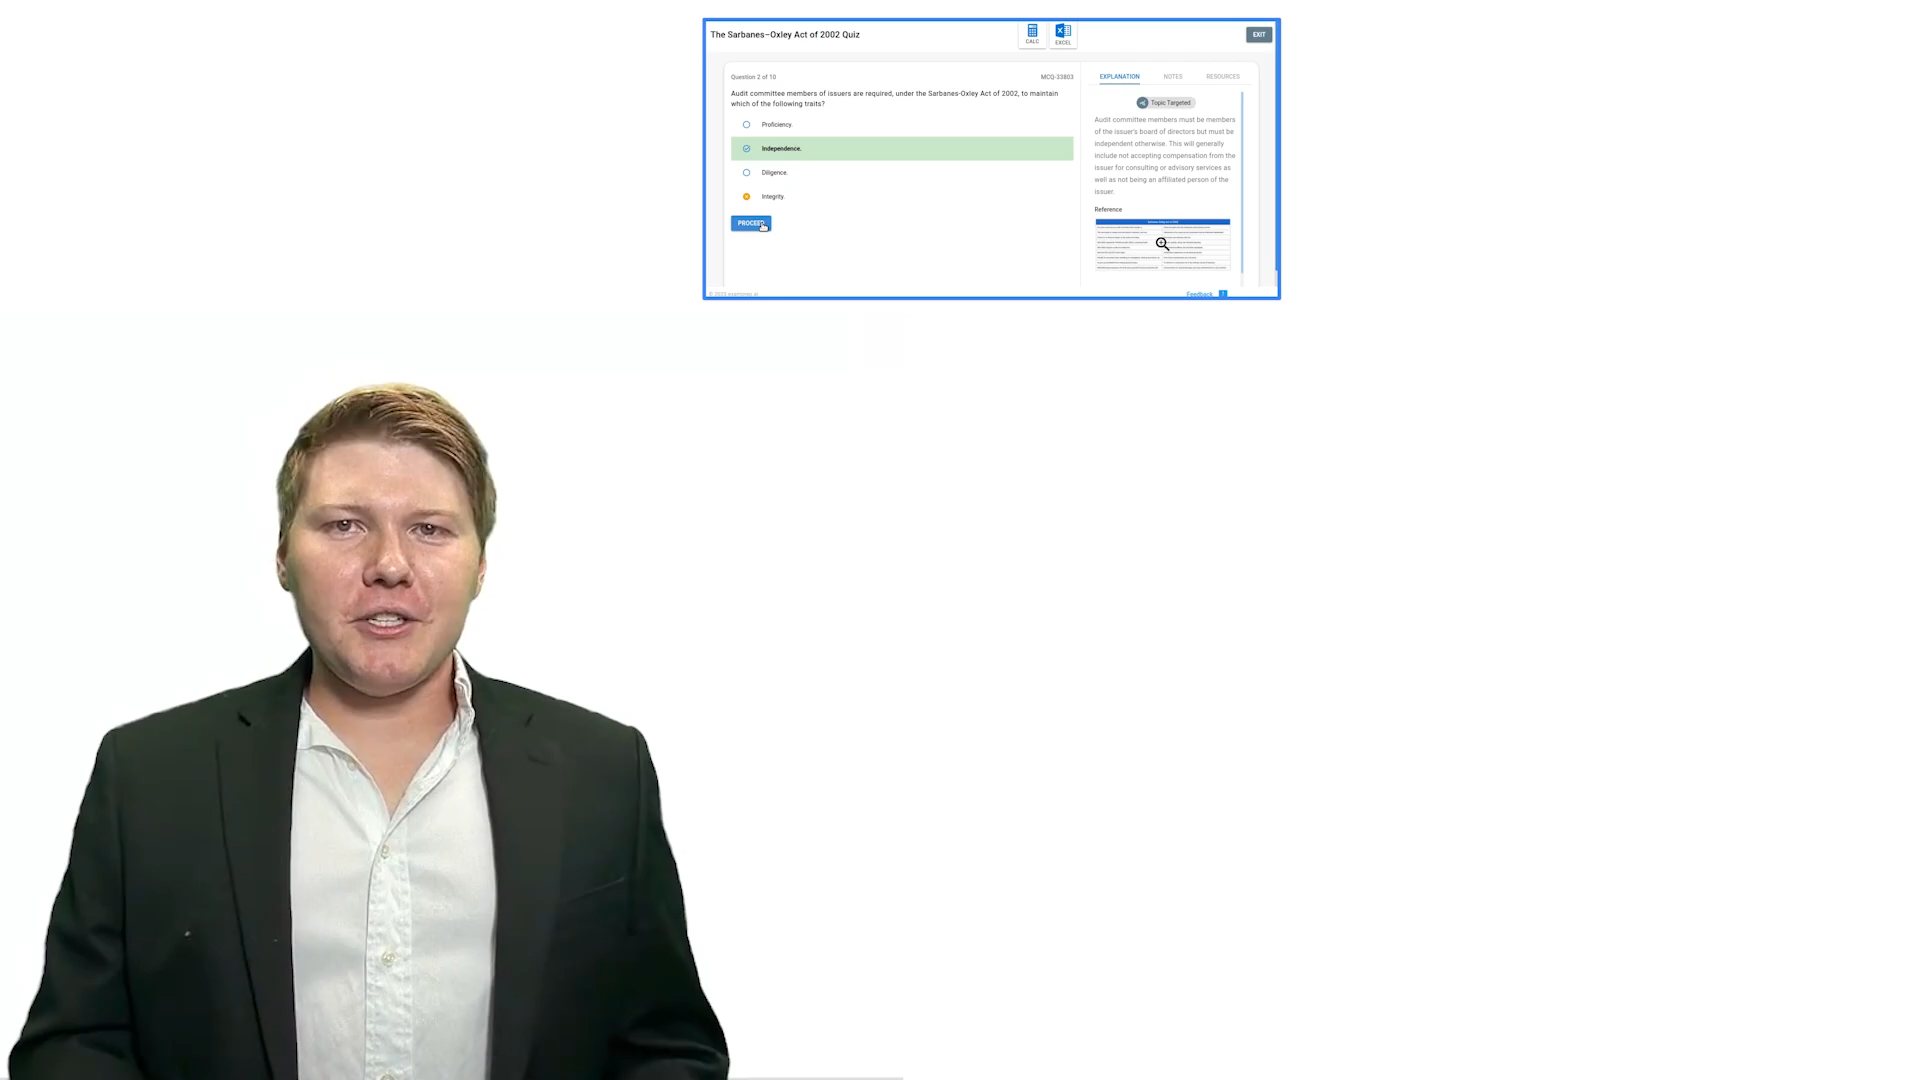 The Sarbanes–Oxley Act of 2002 Quiz
CALC
EXCEL
EXIT
Question 2 of 10
MCQ-33803
Audit committee members of issuers are required, under the Sarbanes-Oxley Act of 2002, to maintain
which of the following traits?
Proficiency.
Independence.
Diligence.
Integrity.
PROCEED
EXPLANATION
NOTES
RESOURCES
Topic Targeted
Audit committee members must be members
of the issuer's board of directors but must be
independent otherwise. This will generally
include not accepting compensation from the
issuer for consulting or advisory services as
well as not being an affiliated person of the
issuer.
Reference
Feedback